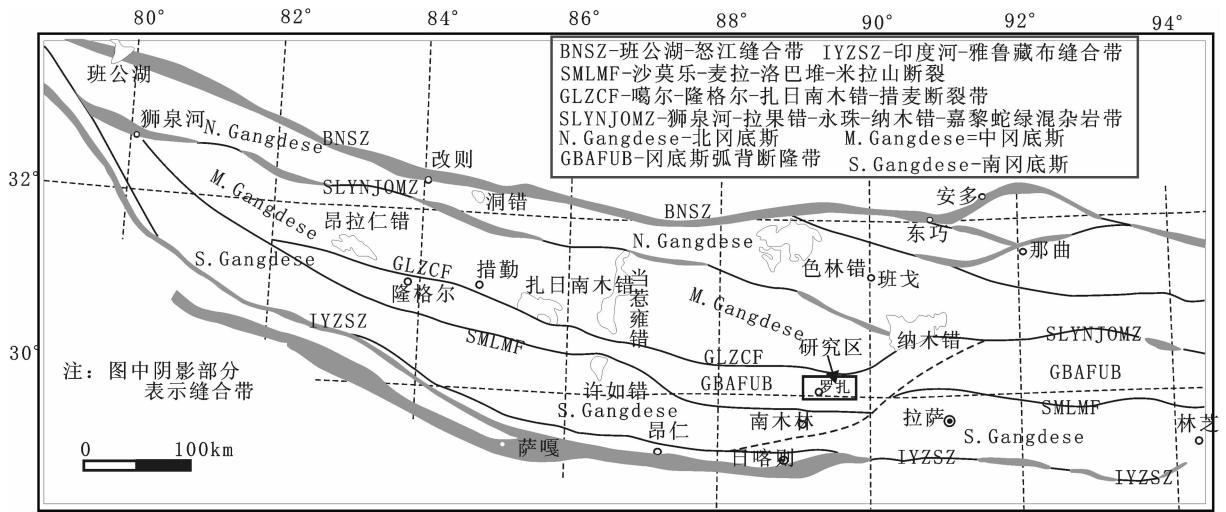 80° 82° 84° 86° 88° 90° 92° 94°
BNSZ-班公湖-怒江缝合带 IYZSZ-印度河-雅鲁藏布缝合带
SMLMF-沙莫乐-麦拉-洛巴堆-米拉山断裂
GLZCF-噶尔-隆格尔-扎日南木错-措麦断裂带
SLYNJOMZ-狮泉河-拉果错-永珠-纳木错-嘉黎蛇绿混杂岩带
N.Gangdese-北冈底斯 M.Gangdese=中冈底斯
GBAFUB-冈底斯弧背断隆带 S.Gangdese-南冈底斯
班公湖
狮泉河
N.Gangdese
BNSZ
改则
32°
SLYNJOMZ
洞错
安多
M.Gangdese
昂拉仁错
BNSZ
东巧
那曲
N.Gangdese
S.Gangdese
GLZCF
措勤
色林错
班戈
隆格尔
扎日南木错
当惹雍错
M.Gangdese
IYZSZ
SMLMF
纳木错
SLYNJOMZ
30°
研究区
GLZCF
注：图中阴影部分
表示缝合带
许如错
GBAFUB
罗扎
GBAFUB
S.Gangdese
SMLMF
南木林
拉萨
林芝
昂仁
S.Gangdese
0 100km
萨嘎
日喀则
IYZSZ
IYZSZ